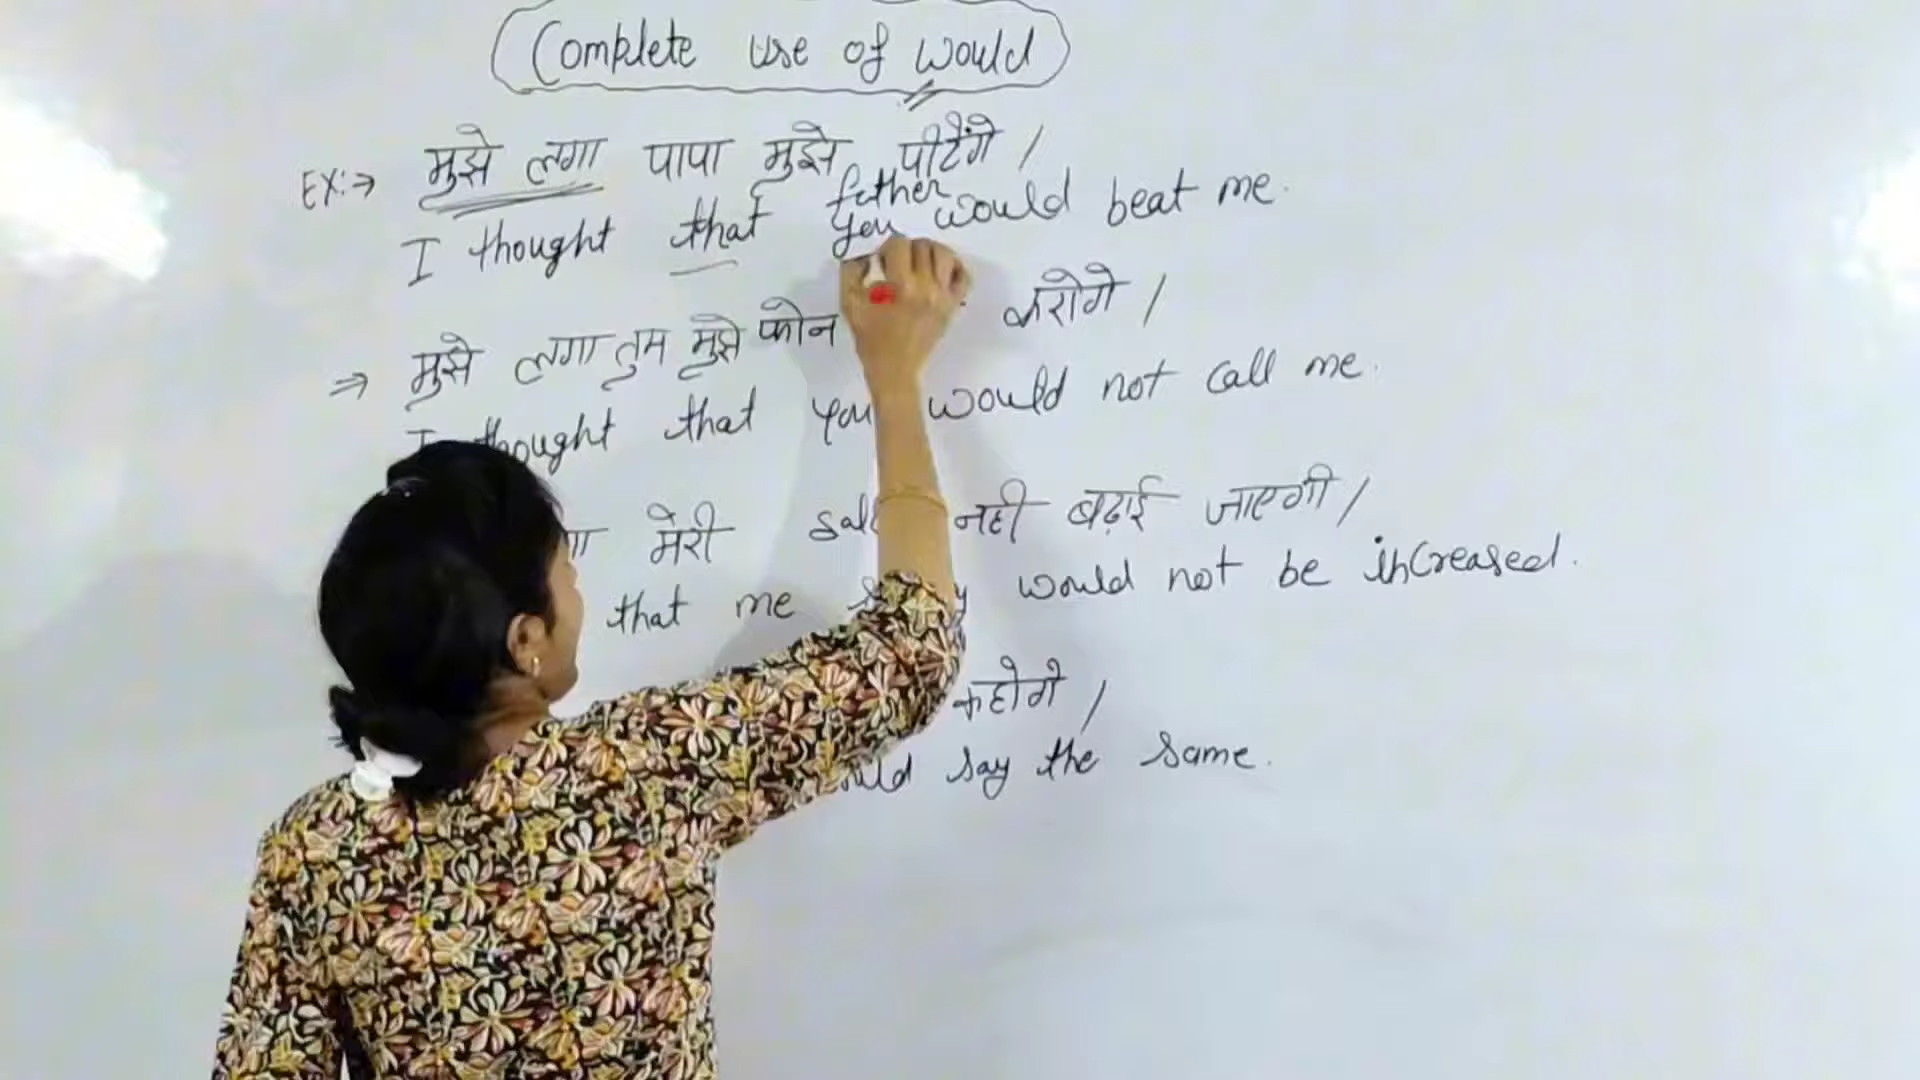 Complete use of would
Ex:→ मुझे लगा पापा मुझे पीटेंगे /
father
I thought that you would beat me.
⇒ मुझे लगा तुम मुझे फोन करोगे /
thought that you would not call me.
मेरी नही बढ़ाई जाएगी /
that me would not be increased.
कहोगे /
say the same.